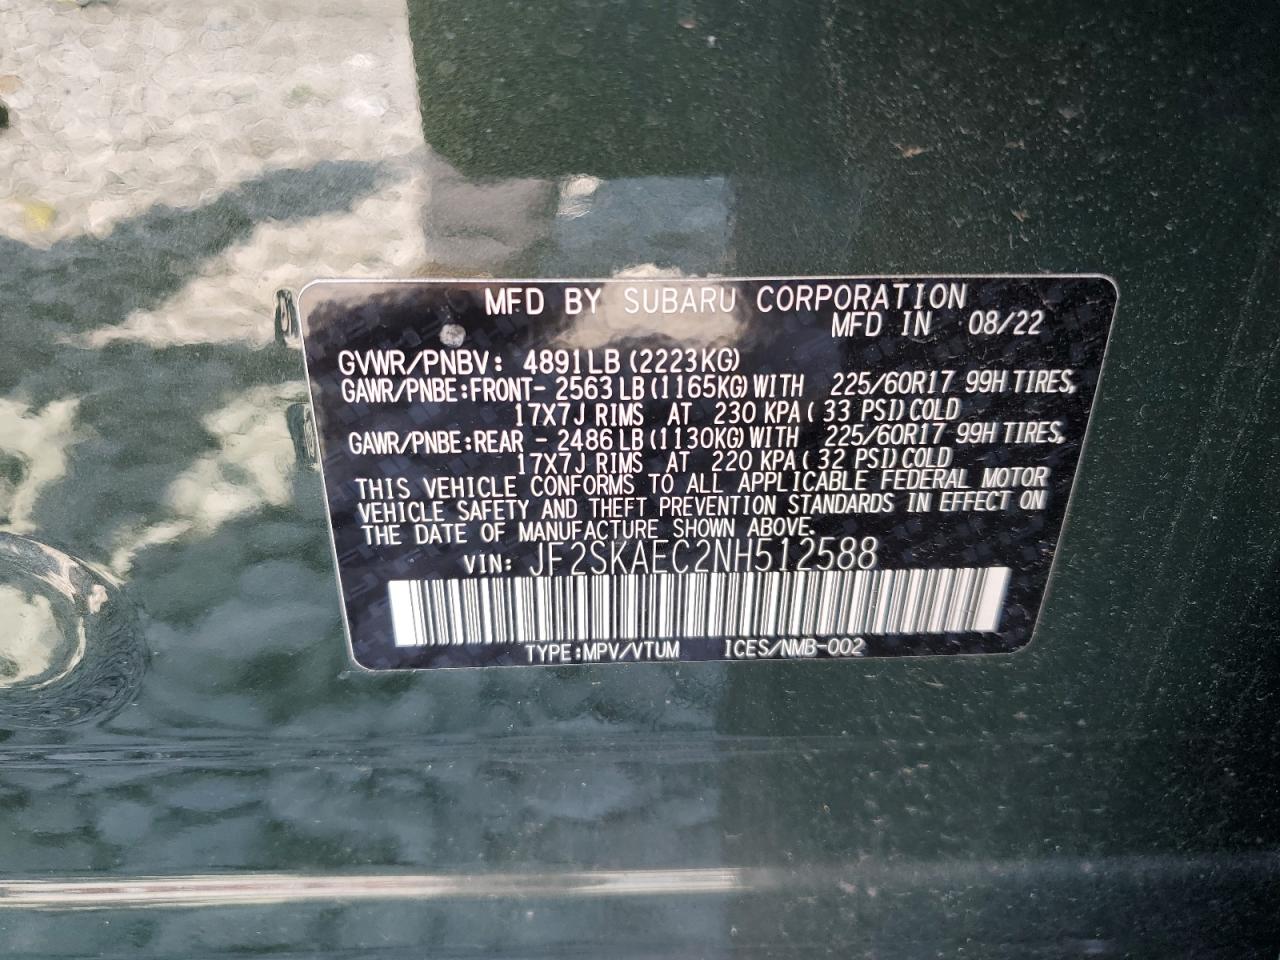 MFD BY SUBARU CORPORATION
MFD IN 08/22
GVWR/PNBV: 4891LB (2223KG)
GAWR/PNBE:FRONT- 2563 LB (1165KG) WITH 225/60R17 99H TIRES,
17X7J RIMS AT 230 KPA ( 33 PSI) COLD
GAWR/PNBE:REAR - 2486 LB (1130KG) WITH 225/60R17 99H TIRES,
17X7J RIMS AT 220 KPA ( 32 PSI) COLD
THIS VEHICLE CONFORMS TO ALL APPLICABLE FEDERAL MOTOR
VEHICLE SAFETY AND THEFT PREVENTION STANDARDS IN EFFECT ON
THE DATE OF MANUFACTURE SHOWN ABOVE.
VIN: JF2SKAEC2NH512588
TYPE:MPV/VTUM ICES/NMB-002